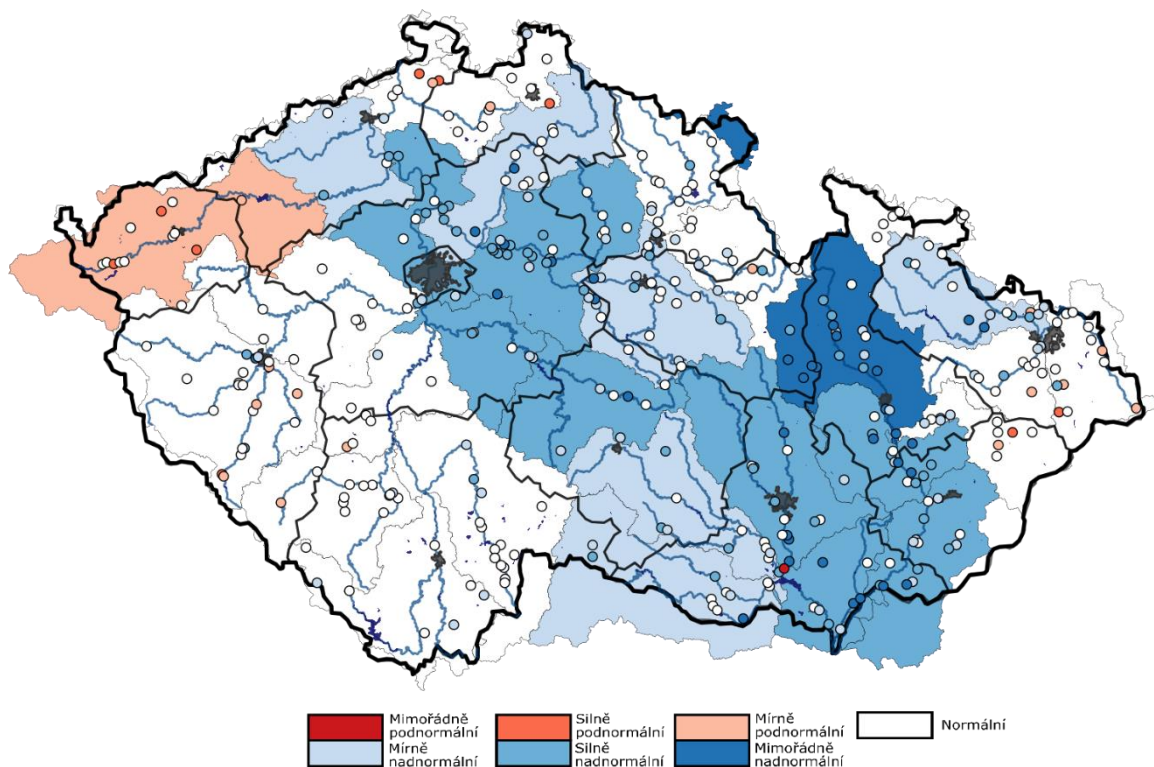 Mimořádně
podnormální
Silně
podnormální
Mírně
podnormální
Normální
Mírně
nadnormální
Silně
nadnormální
Mimořádně
nadnormální